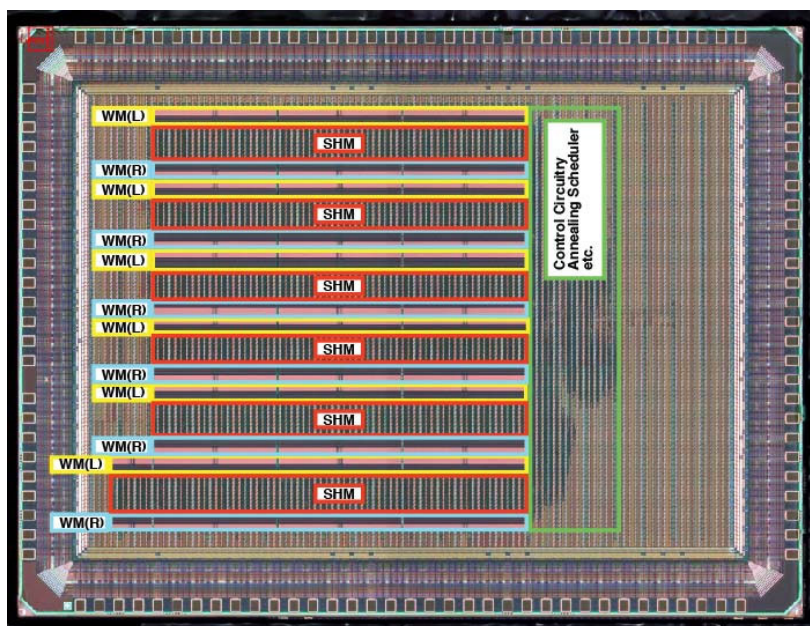 WM(L)
SHM
WM(R)
WM(L)
SHM
WM(R)
WM(L)
SHM
WM(R)
WM(L)
SHM
WM(R)
WM(L)
SHM
WM(R)
WM(L)
SHM
WM(R)
Control Circuitry
Annealing Scheduler
etc.